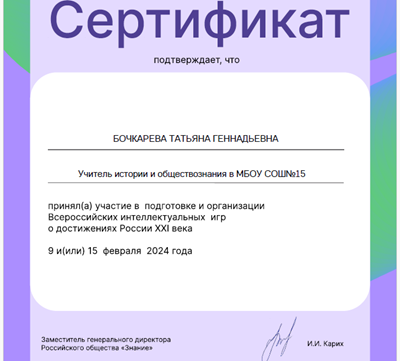 Сертификат
подтверждает, что
БОЧКАРЕВА ТАТЬЯНА ГЕННАДЬЕВНА
Учитель истории и обществознания в МБОУ СОШ№15
принял(а) участие в подготовке и организации
Всероссийских интеллектуальных игр
о достижениях России XXI века
9 и(или) 15 февраля 2024 года
Заместитель генерального директора
Российского общества «Знание»
И.И. Карих